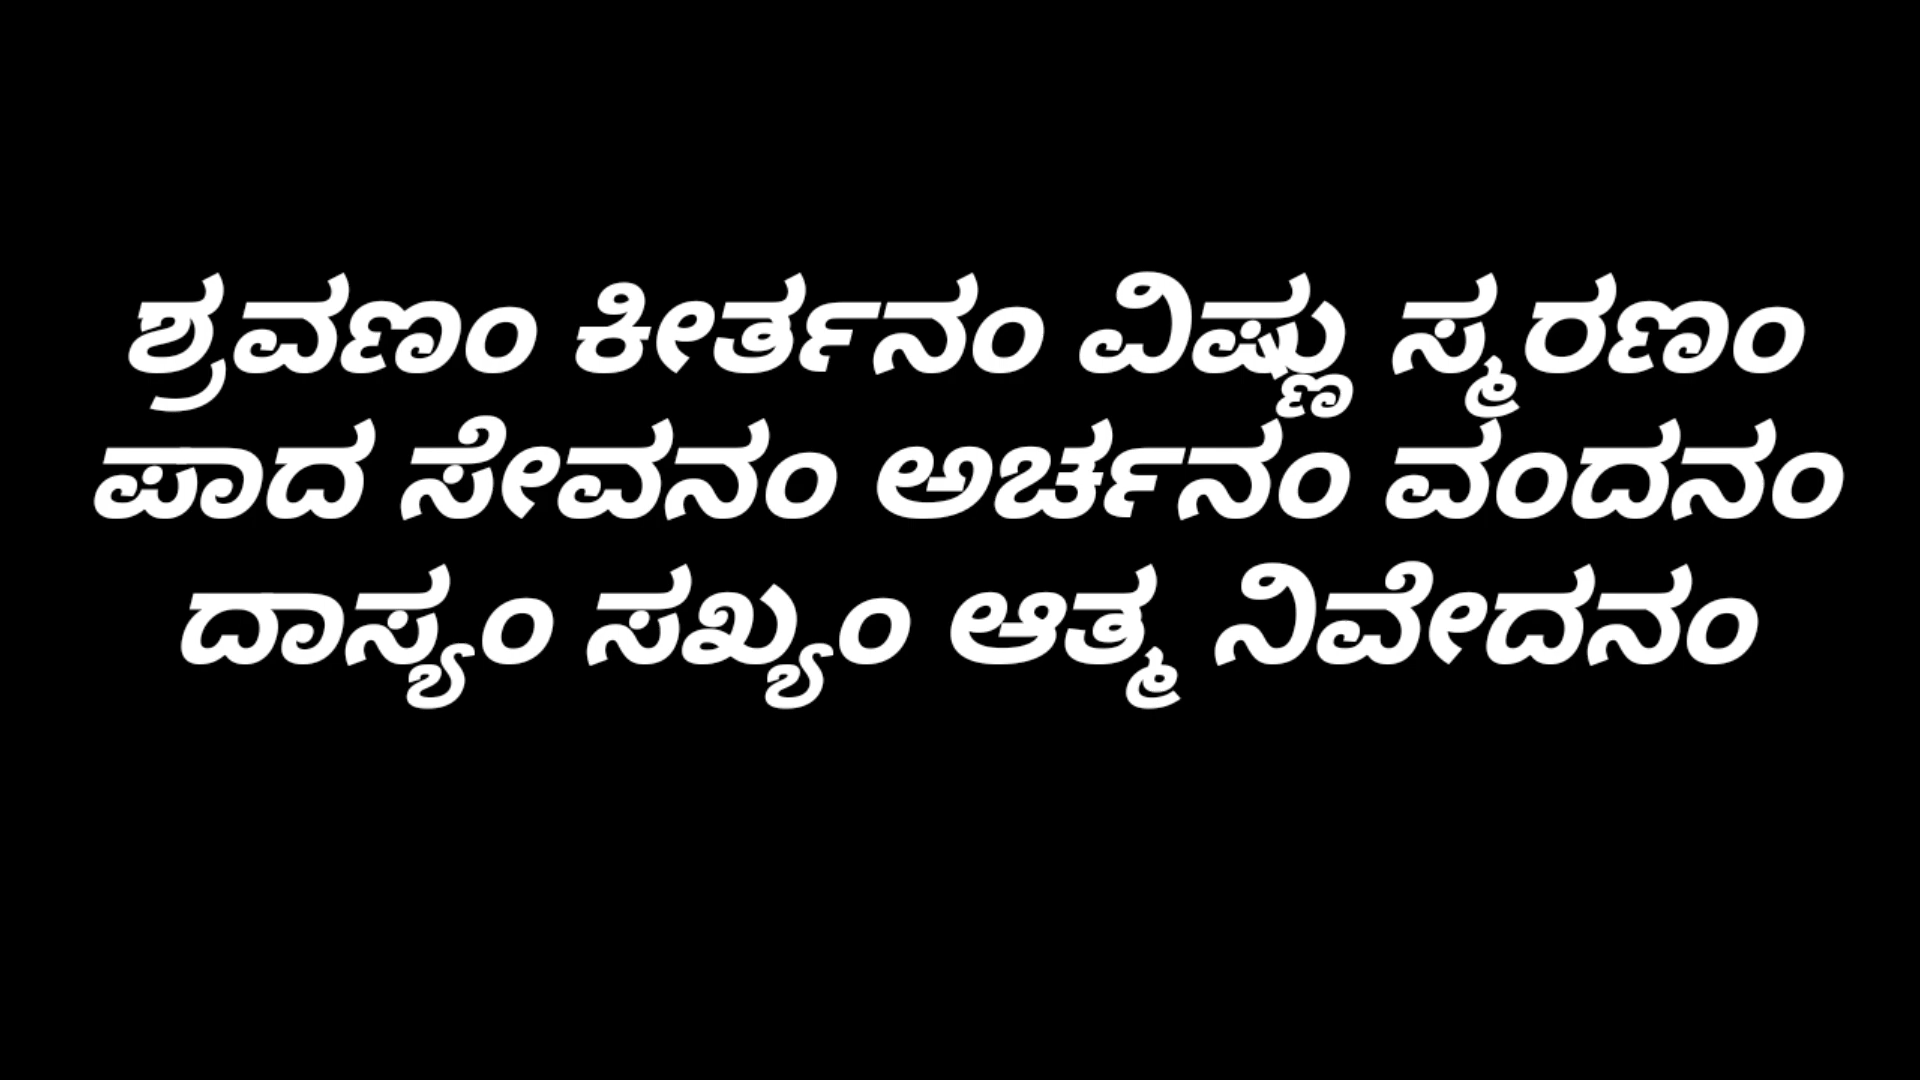 ಶ್ರವಣಂ ಕೀರ್ತನಂ ವಿಷ್ಣು ಸ್ಮರಣಂ
ಪಾದ ಸೇವನಂ ಅರ್ಚನಂ ವಂದನಂ
ದಾಸ್ಯಂ ಸಖ್ಯಂ ಆತ್ಮ ನಿವೇದನಂ